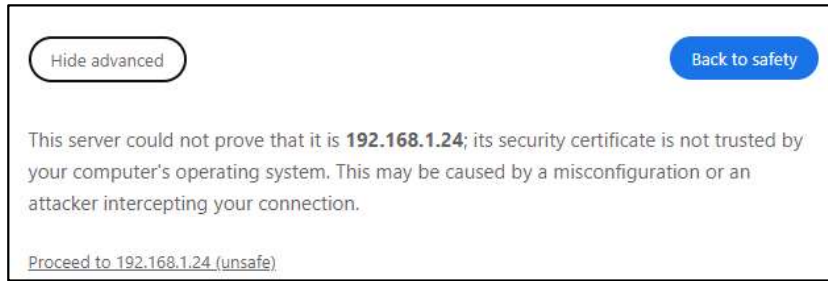 Hide advanced
Back to safety
This server could not prove that it is 192.168.1.24; its security certificate is not trusted by
your computer's operating system. This may be caused by a misconfiguration or an
attacker intercepting your connection.
Proceed to 192.168.1.24 (unsafe)